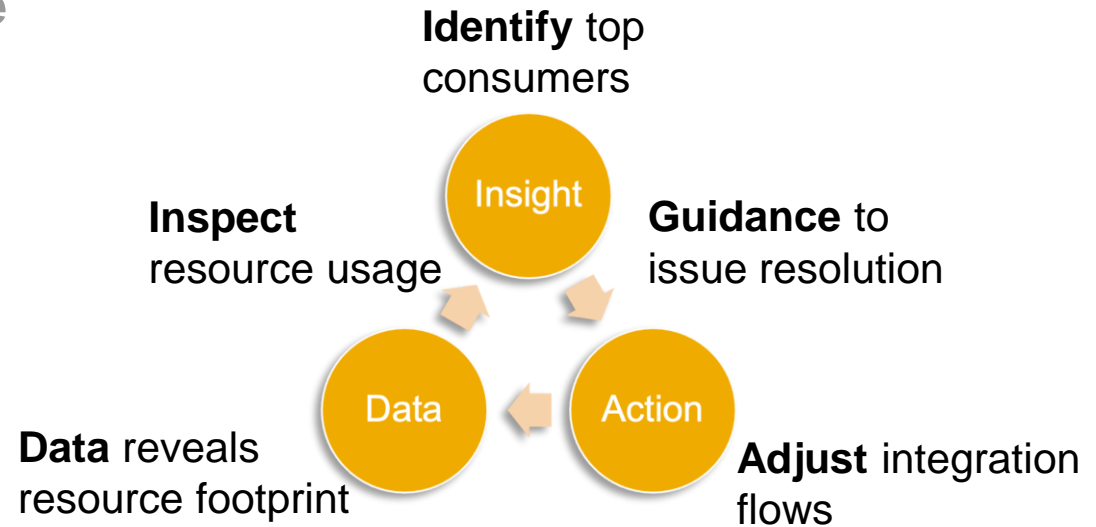 e
Identify top
consumers
Insight
Inspect
resource usage
Guidance to
issue resolution
Data
Action
Data reveals
resource footprint
Adjust integration
flows